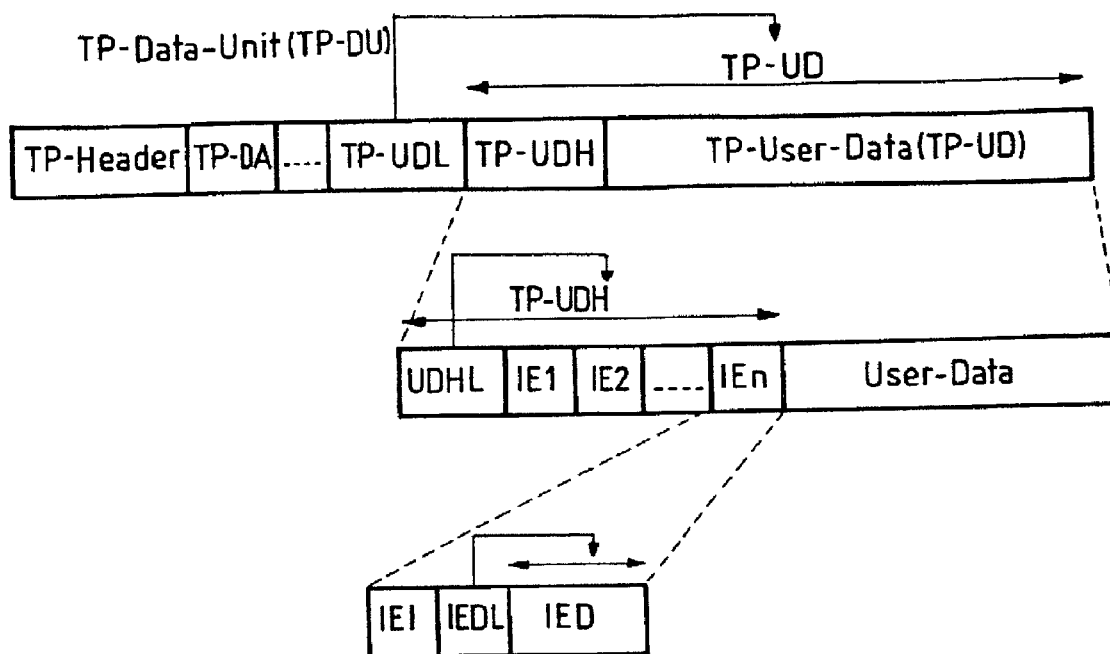 TP-Data-Unit(TP-DU)
TP-UD
TP-Header TP-DA ---- TP-UDL TP-UDH TP-User-Data(TP-UD)
TP-UDH
UDHL IE1 IE2 ---- IEn User-Data
IEI IEDL IED